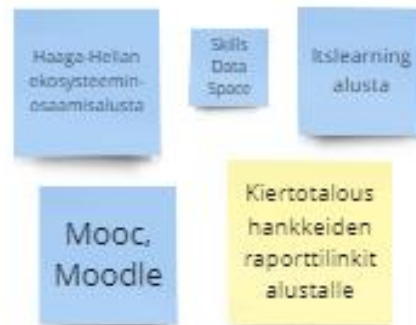 Haaga-Helian
ekosysteemin-
osaamisalusta
Skills
Data
Space
Itslearning
alusta
Mooc,
Moodle
Kiertotalous
hankkeiden
raporttilinkit
alustalle